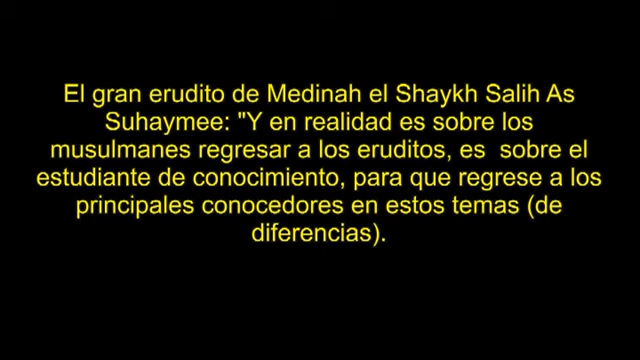 El gran erudito de Medinah el Shaykh Salih As
Suhaymee: "Y en realidad es sobre los
musulmanes regresar a los eruditos, es  sobre el
estudiante de conocimiento, para que regrese a los
principales conocedores en estos temas (de
diferencias).